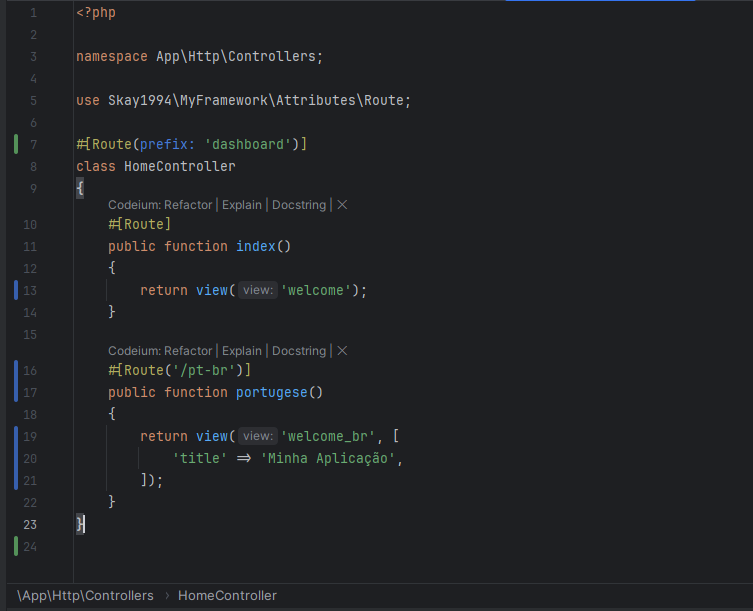 1 <?php
2
3 namespace App\Http\Controllers;
4
5 use Skay1994\MyFramework\Attributes\Route;
6
7 #[Route(prefix: 'dashboard')]
8 class HomeController
9 {
Codeium: Refactor | Explain | Docstring | ✕
10 #[Route]
11 public function index()
12 {
13 return view( view: 'welcome');
14 }
15
Codeium: Refactor | Explain | Docstring | ✕
16 #[Route('/pt-br')]
17 public function portugese()
18 {
19 return view( view: 'welcome_br', [
20 'title' => 'Minha Aplicação',
21 ]);
22 }
23 }
24
\App\Http\Controllers › HomeController